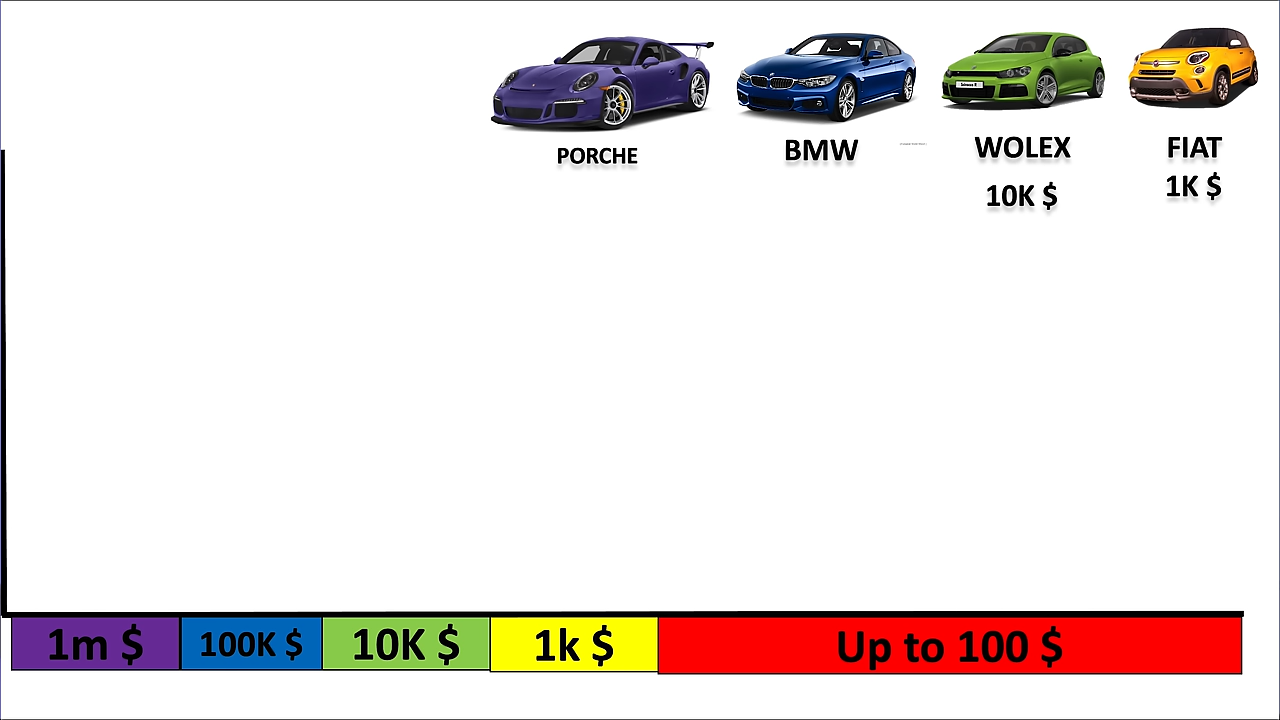 PORCHE
BMW
WOLEX
FIAT
10K $
1K $
1m $
100K $
10K $
1k $
Up to 100 $